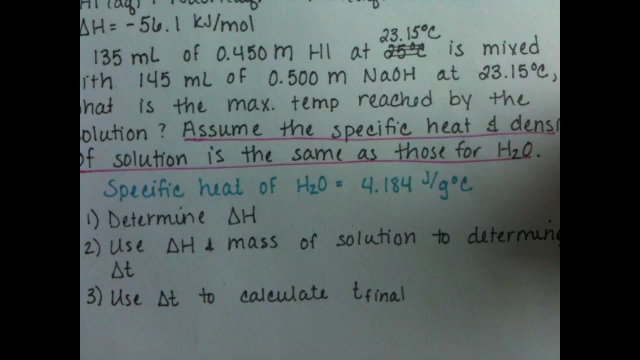 ΔH = -56.1 KJ/mol
135 mL of 0.450 m HI at 25°C 23.15°C is mixed
ith 145 mL of 0.500 m NaOH at 23.15°C,
hat is the max. temp reached by the
olution? Assume the specific heat & dens
of solution is the same as those for H₂O.
Specific heat of H₂O = 4.184 J/g°C
1) Determine ΔH
2) Use ΔH & mass of solution to determine
Δt
3) Use Δt to calculate tfinal